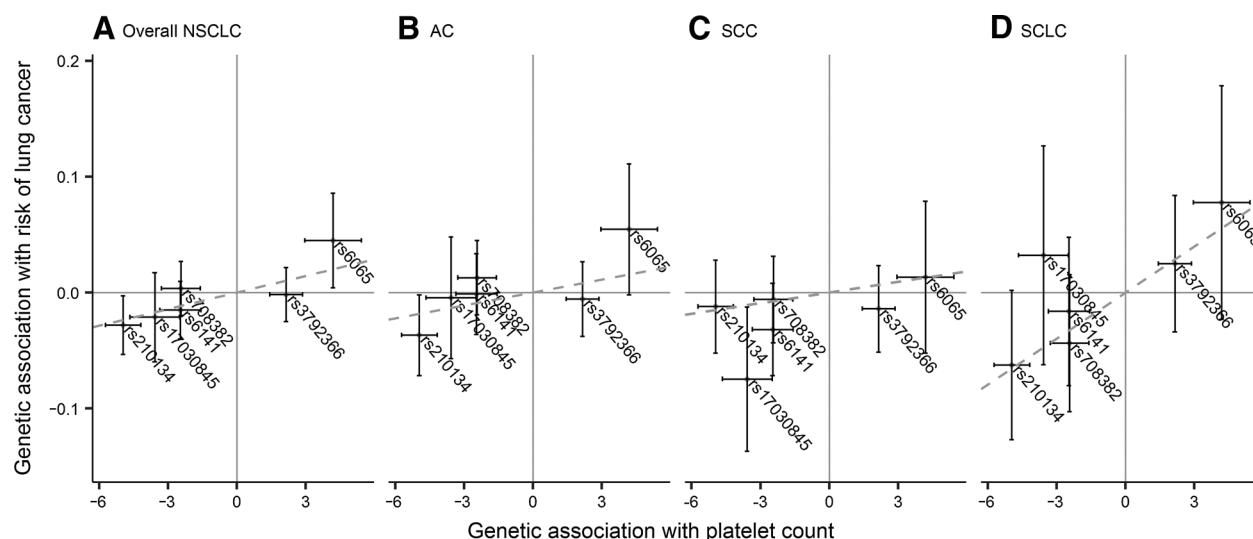 A Overall NSCLC
B AC
C SCC
D SCLC
Genetic association with risk of lung cancer
0.2
0.1
0.0
−0.1
rs210134
rs17030845
rs6141
rs708382
rs3792366
rs6065
−6 −3 0 3
rs210134
rs17030845
rs6141
rs708382
rs3792366
rs6065
−6 −3 0 3
rs210134
rs17030845
rs6141
rs708382
rs3792366
rs6065
−6 −3 0 3
rs210134
rs17030845
rs6141
rs708382
rs3792366
rs6065
−6 −3 0 3
Genetic association with platelet count